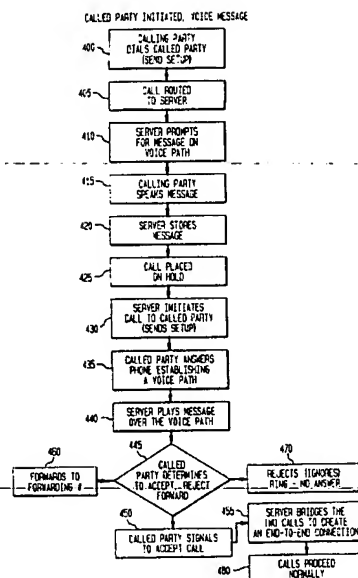 CALLED PARTY INITIATED, VOICE MESSAGE
400
CALLING PARTY
DIALS CALLED PARTY
(SEND SETUP)
405
CALL ROUTED
TO SERVER
410
SERVER PROMPTS
FOR MESSAGE ON
VOICE PATH
415
CALLING PARTY
SPEAKS MESSAGE
420
SERVER STORES
MESSAGE
425
CALL PLACED
ON HOLD
430
SERVER INITIATES
CALL TO CALLED PARTY
(SENDS SETUP)
435
CALLED PARTY ANSWERS
PHONE ESTABLISHING
A VOICE PATH
440
SERVER PLAYS MESSAGE
OVER THE VOICE PATH
445
CALLED
PARTY DETERMINES
TO ACCEPT, REJECT
FORWARD
460
FORWARDS TO
FORWARDING #
470
REJECTS (IGNORES)
RING - NO ANSWER
450
CALLED PARTY SIGNALS
TO ACCEPT CALL
455
SERVER BRIDGES THE
TWO CALLS TO CREATE
AN END-TO-END CONNECTION
480
CALLS PROCEED
NORMALLY